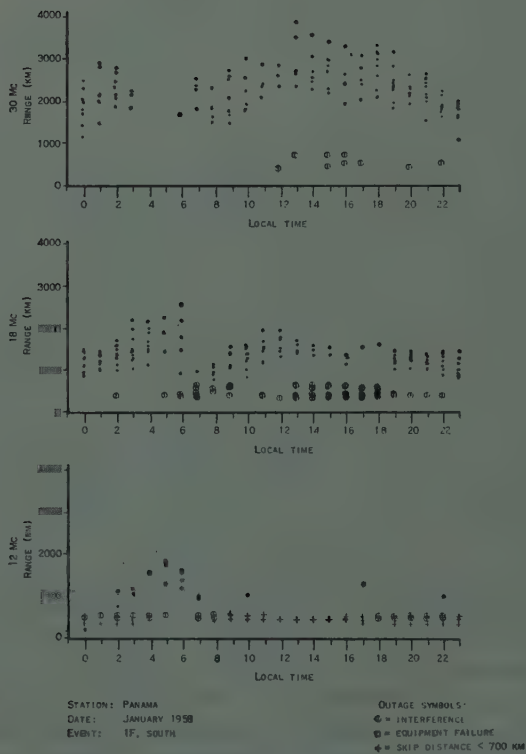 4000
3000
2000
1000
0
30 Mc
RANGE (KM)
0 2 4 6 8 10 12 14 16 18 20 22
LOCAL TIME
4000
18 Mc
RANGE (KM)
0 2 4 6 8 10 12 14 16 18 20 22
LOCAL TIME
2000
0
12 Mc
RANGE (KM)
0 2 4 6 8 10 12 14 16 18 20 22
LOCAL TIME
STATION: PANAMA
DATE: JANUARY 1958
EVENT: 1F, SOUTH
OUTAGE SYMBOLS:
= INTERFERENCE
= EQUIPMENT FAILURE
+ = SKIP DISTANCE < 700 KM